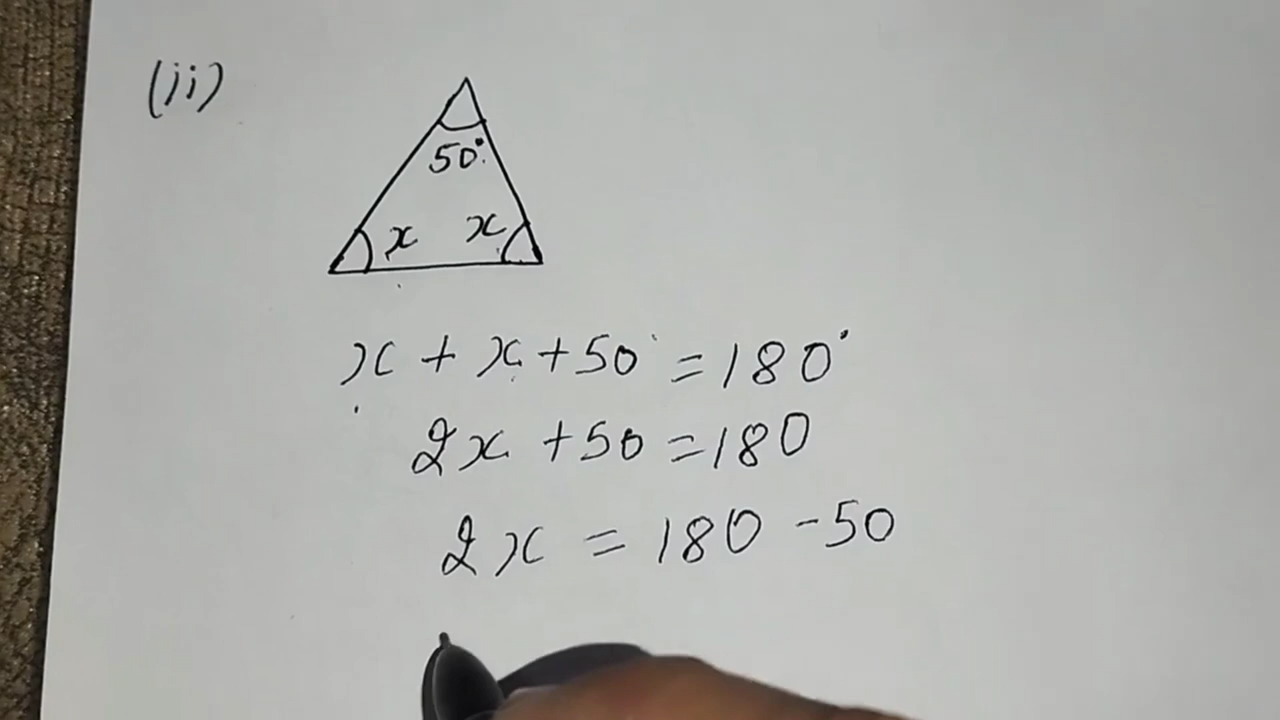 (ii)
50°
x x
x + x + 50° = 180°
2x + 50 = 180
2x = 180 - 50